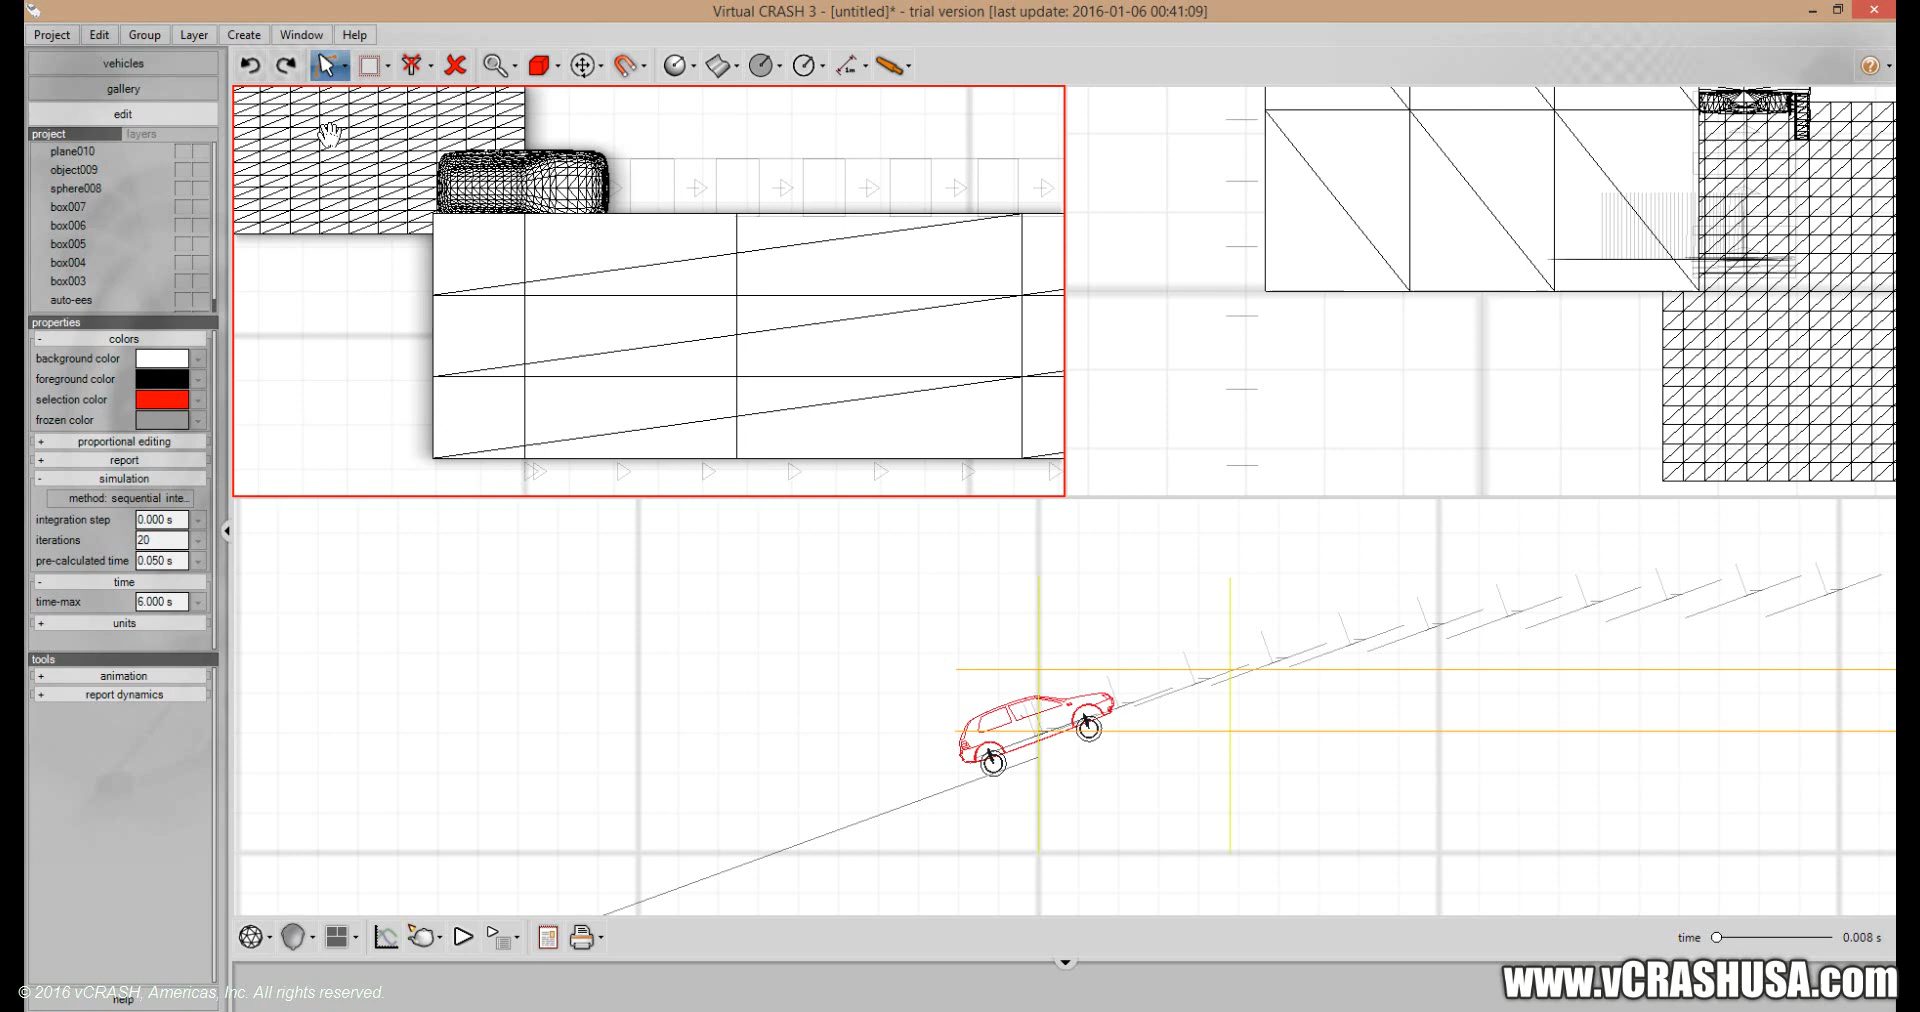 Virtual CRASH 3 - [untitled]* - trial version [last update: 2016-01-06 00:41:09]
Project Edit Group Layer Create Window Help
vehicles
gallery
edit
project layers
plane010
object009
sphere008
box007
box006
box005
box004
box003
auto-ees
properties
- colors
background color
foreground color
selection color
frozen color
+ proportional editing
+ report
- simulation
method: sequential inte...
integration step 0.000 s
iterations 20
pre-calculated time 0.050 s
- time
time-max 6.000 s
+ units
tools
+ animation
+ report dynamics
1m
time 0.008 s
www.vCRASHUSA.com
© 2016 vCRASH, Americas, Inc. All rights reserved.
help